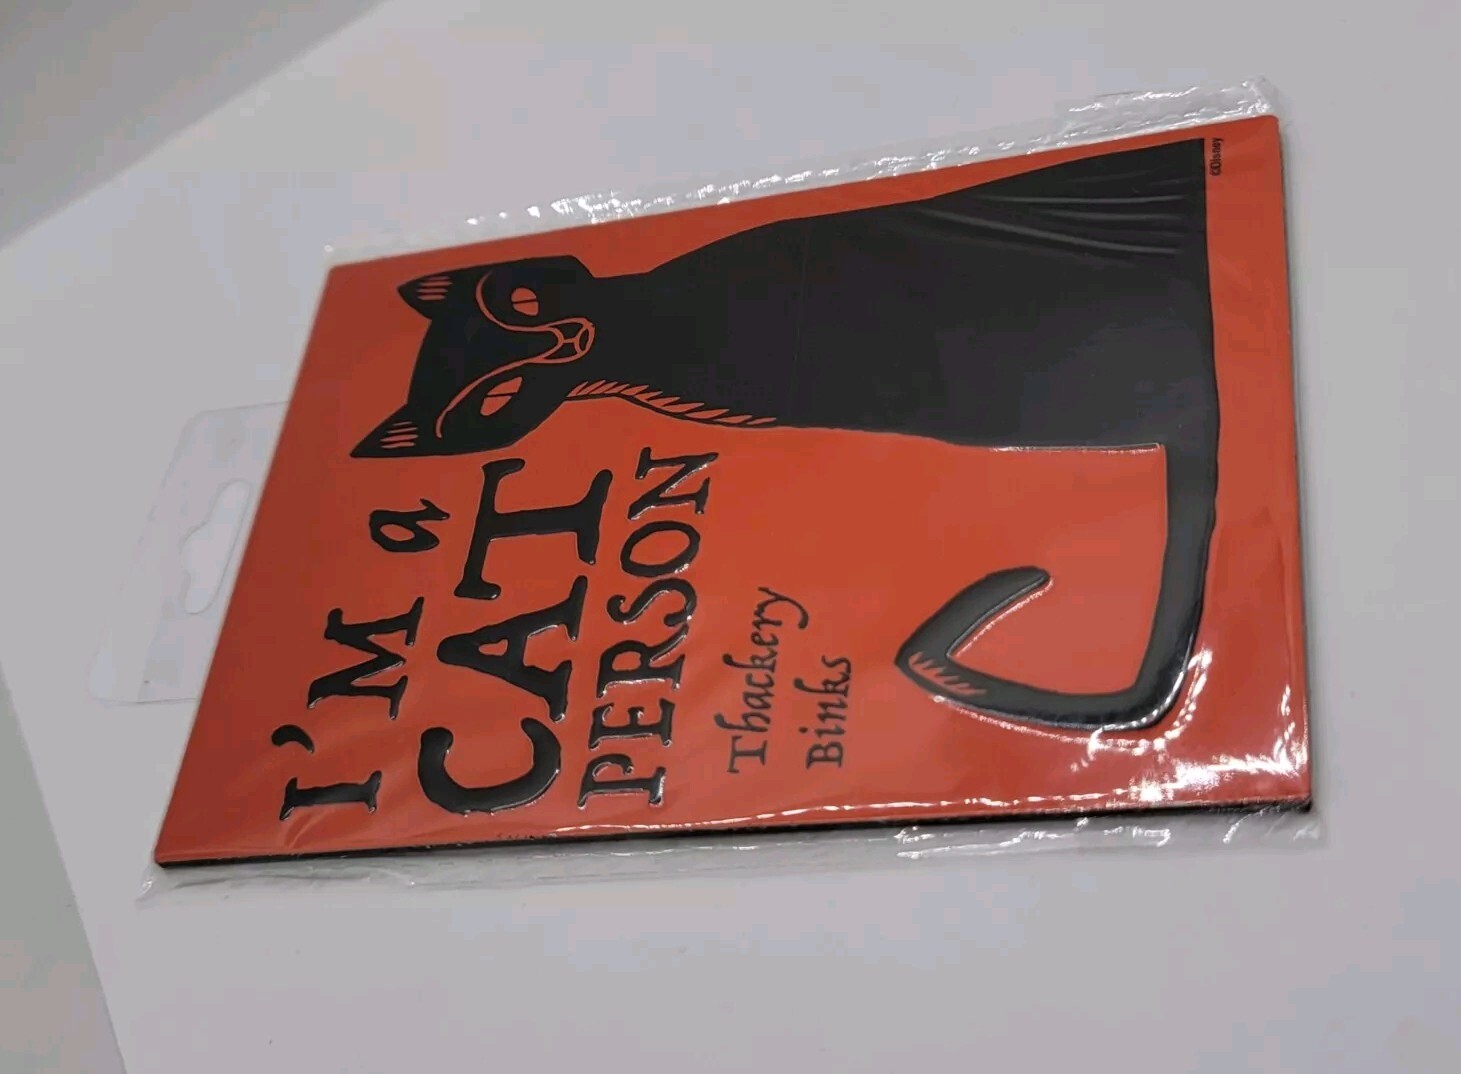 I'M a
CAT
PERSON
Thackery
Binks
©Disney